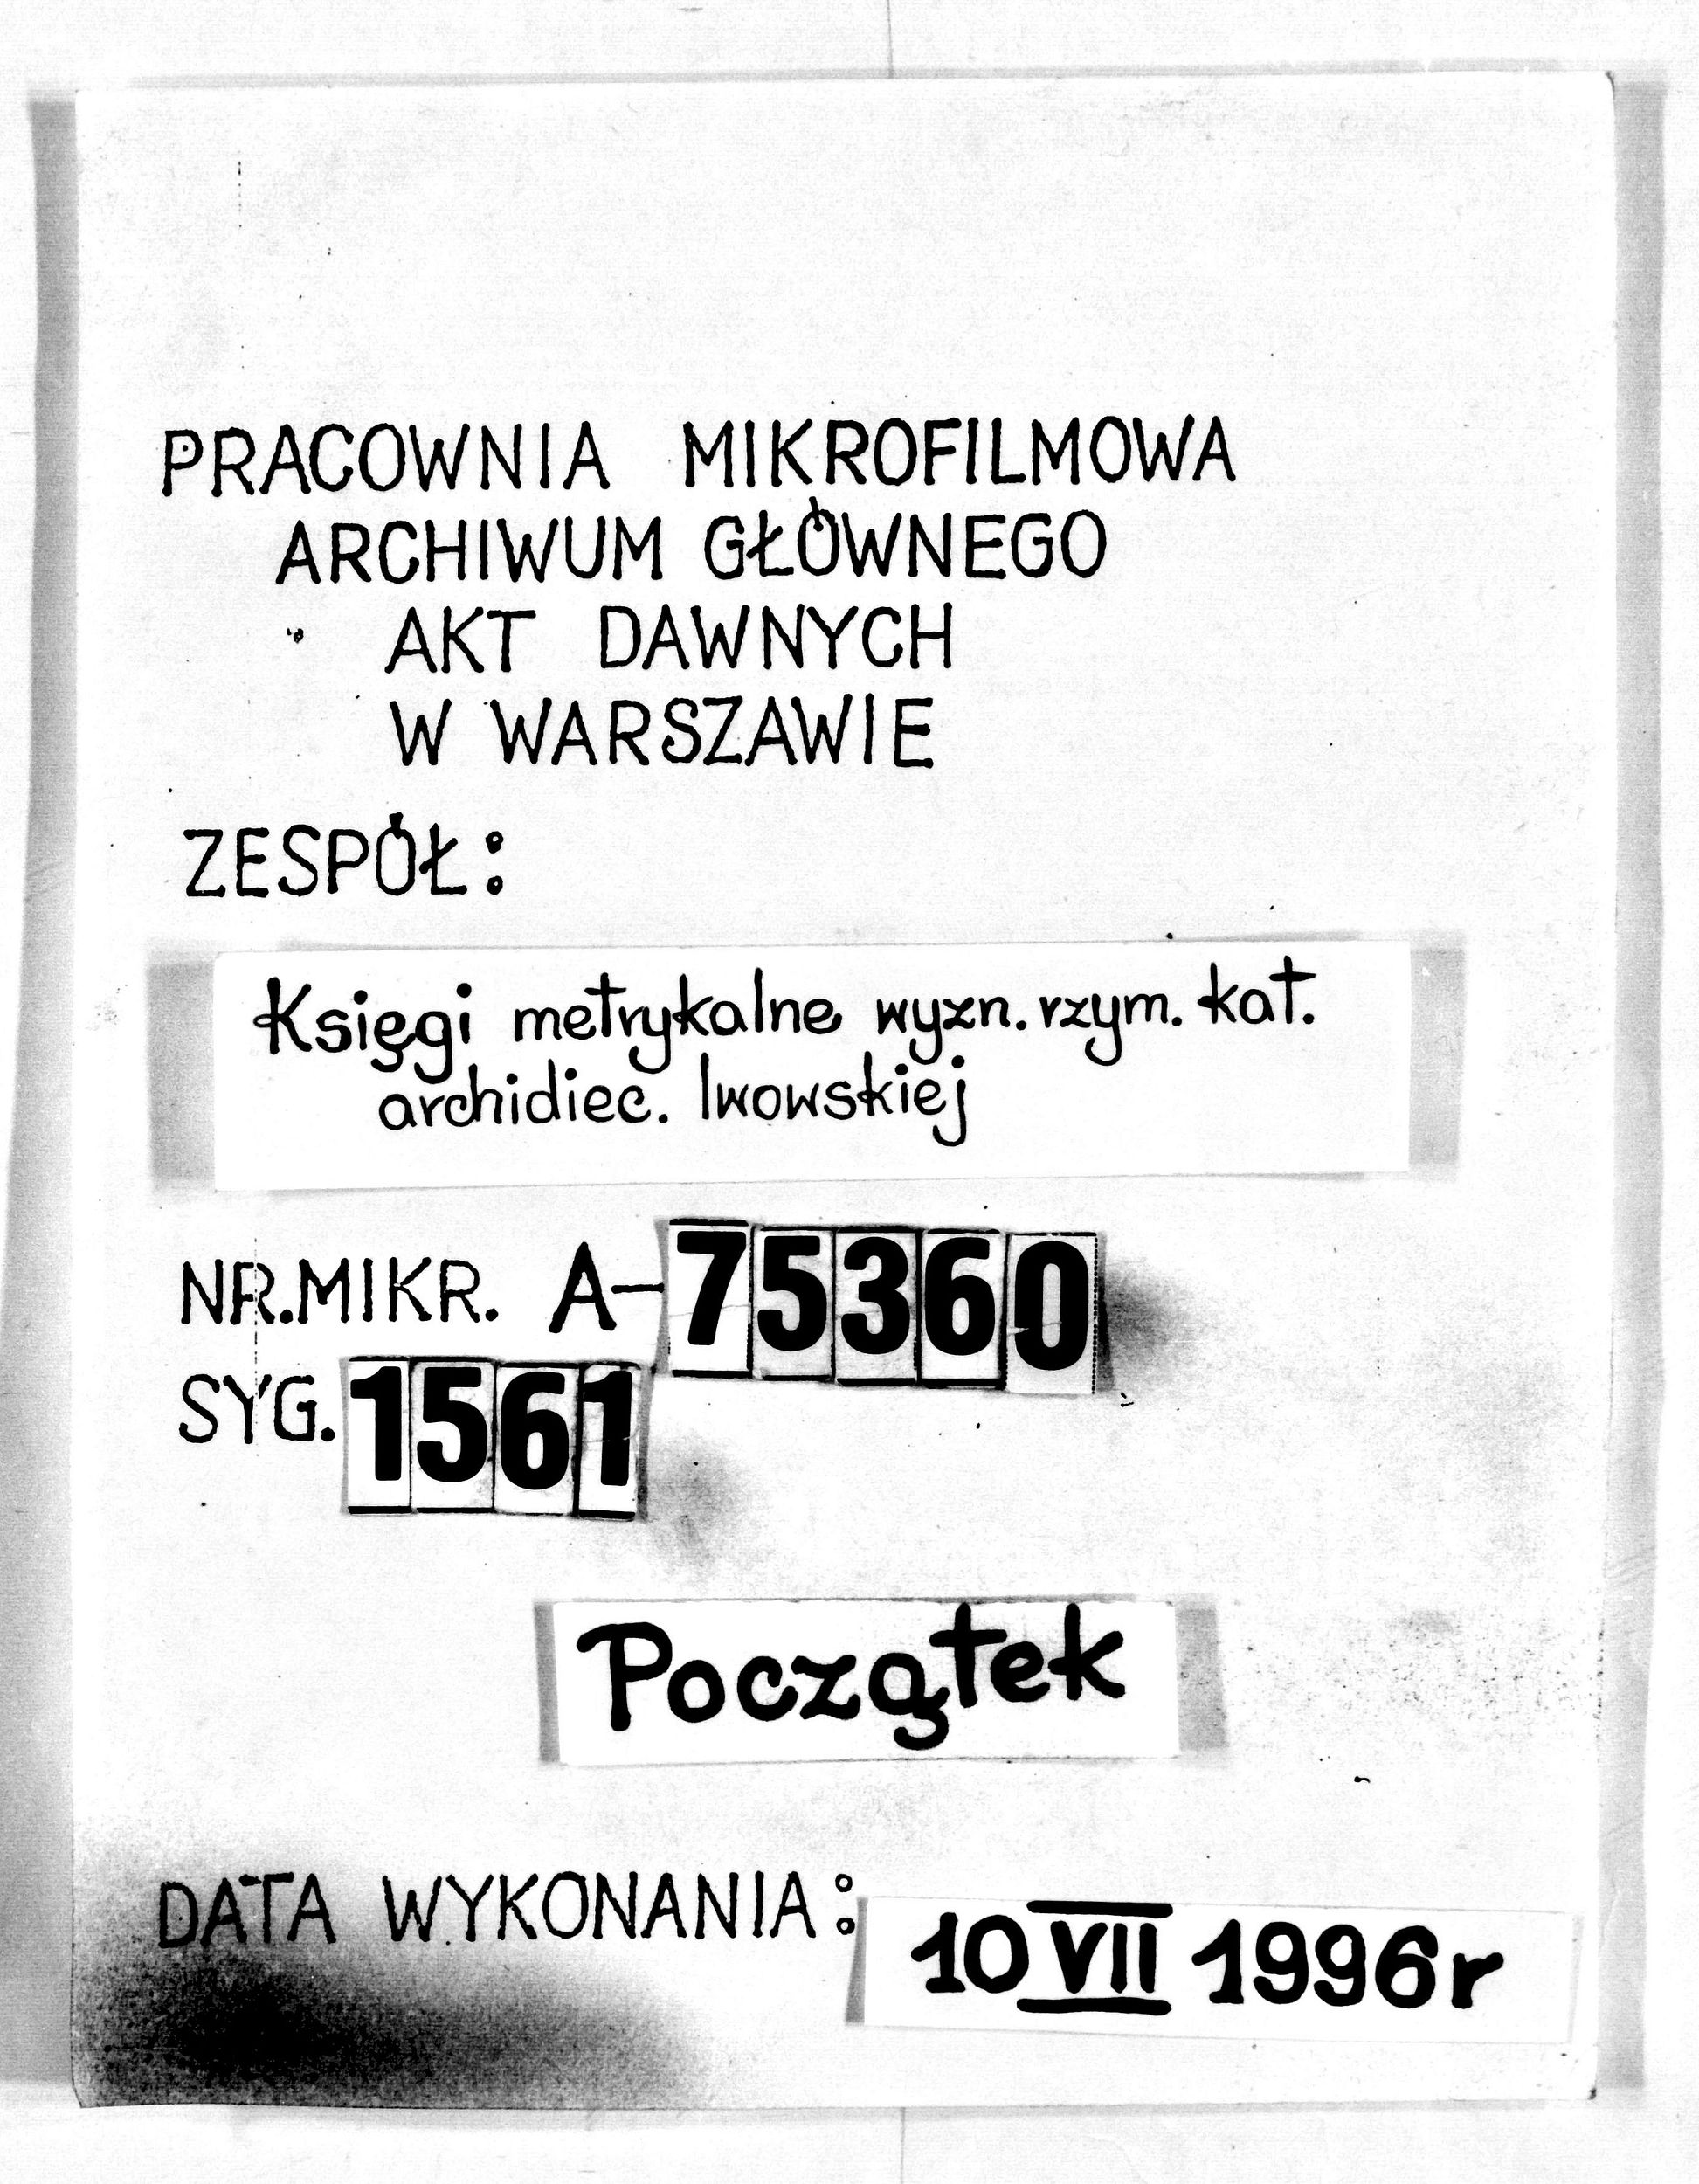 PRACOWNIA MIKROFILMOWA
ARCHIWUM GŁÓWNEGO
AKT DAWNYCH
W WARSZAWIE
ZESPÓŁ:
Księgi metrykalne wyzn. rzym. kat.
archidiec. lwowskiej
NR. MIKR. A-75360
SYG. 1561
Początek
DATA WYKONANIA: 10 VII 1996r